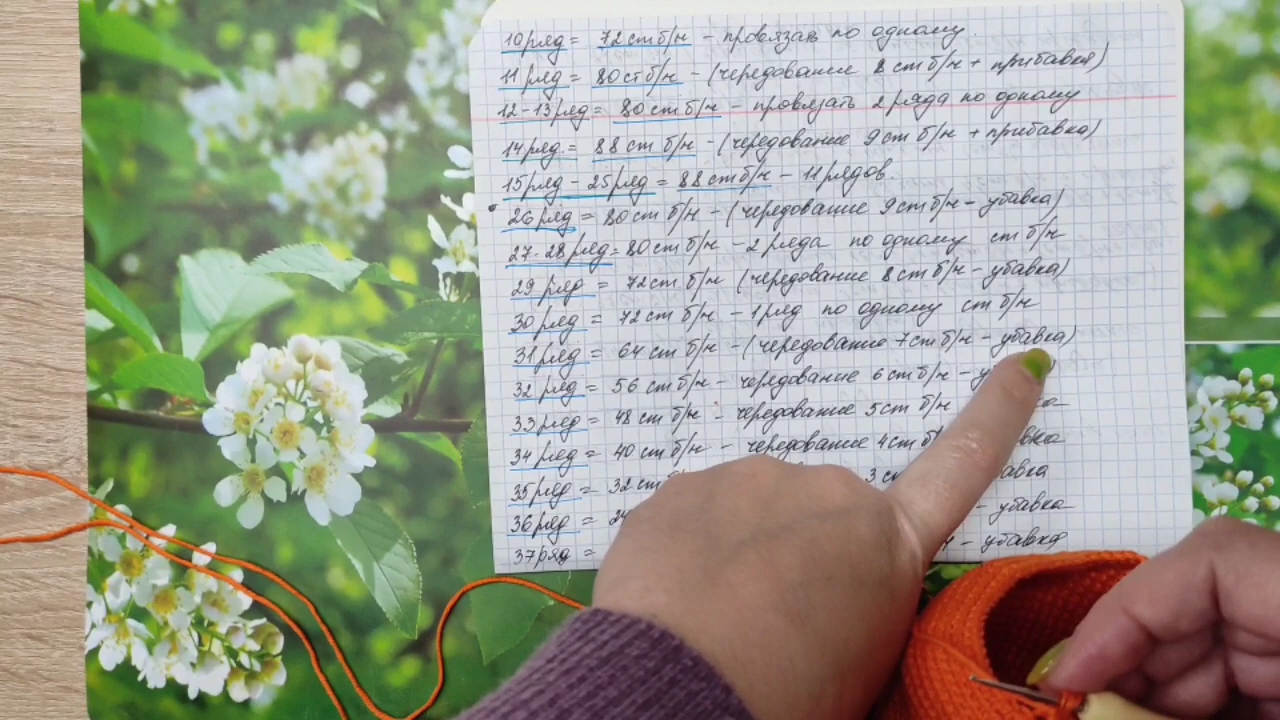 10ряд = 72 ст б/н - провязать по одному.
11 ряд = 80 ст б/н - (чередование 8 ст б/н + прибавка)
12-13ряд = 80 ст б/н - провязать 2 ряда по одному
14 ряд = 88 ст б/н - (чередование 9 ст б/н + прибавка)
15 ряд - 25 ряд = 88 ст б/н - 11 рядов.
26 ряд = 80 ст б/н - (чередование 9 ст б/н - убавка)
27-28 ряд = 80 ст б/н - 2 ряда по одному ст б/н
29 ряд = 72 ст б/н (чередование 8 ст б/н - убавка)
30 ряд = 72 ст б/н - 1 ряд по одному ст б/н
31 ряд = 64 ст б/н - (чередование 7 ст б/н - убавка)
32 ряд = 56 ст б/н - чередование 6 ст б/н -
33 ряд = 48 ст б/н - чередование 5 ст б/н
34 ряд = 40 ст б/н - чередование 4 ст б/
35 ряд = 32 ст 3
36 ряд = - убавка
37 ряд = - убавка